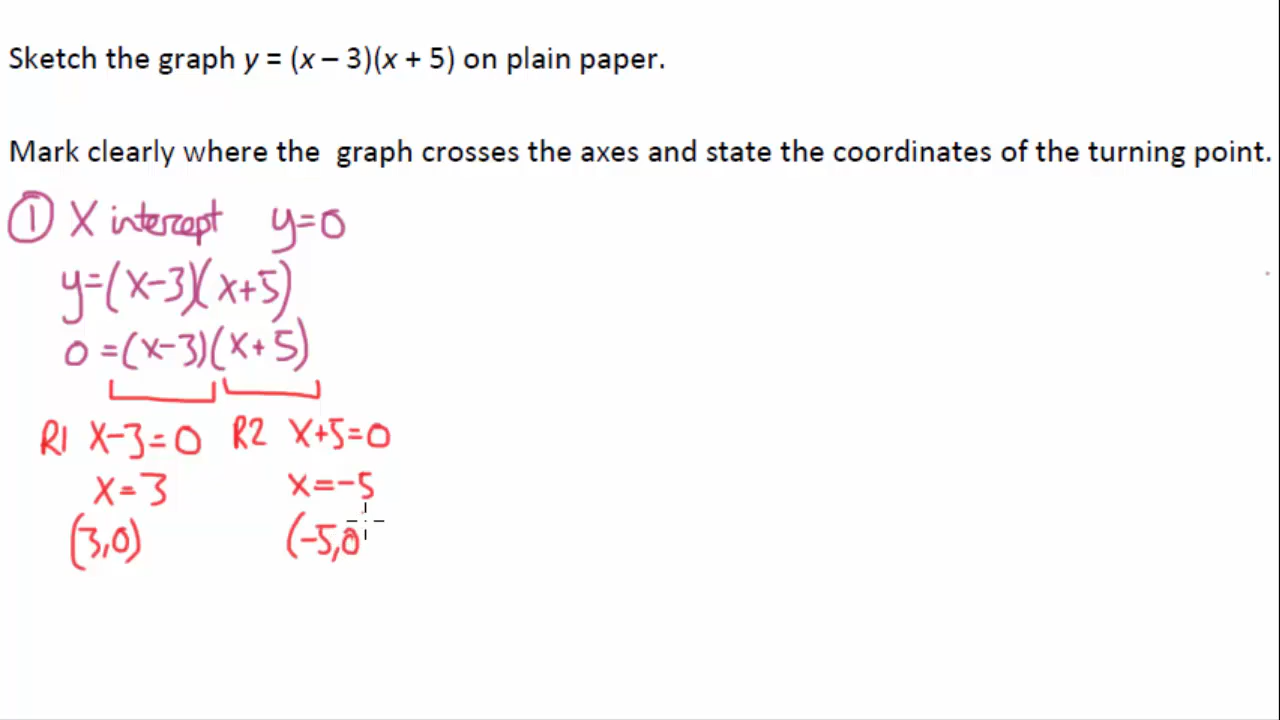 Sketch the graph y = (x – 3)(x + 5) on plain paper.
Mark clearly where the graph crosses the axes and state the coordinates of the turning point.
① X intercept y=0
y=(x-3)(x+5)
0=(x-3)(x+5)
R1 x-3=0 R2 x+5=0
x=3 x=-5
(3,0) (-5,0